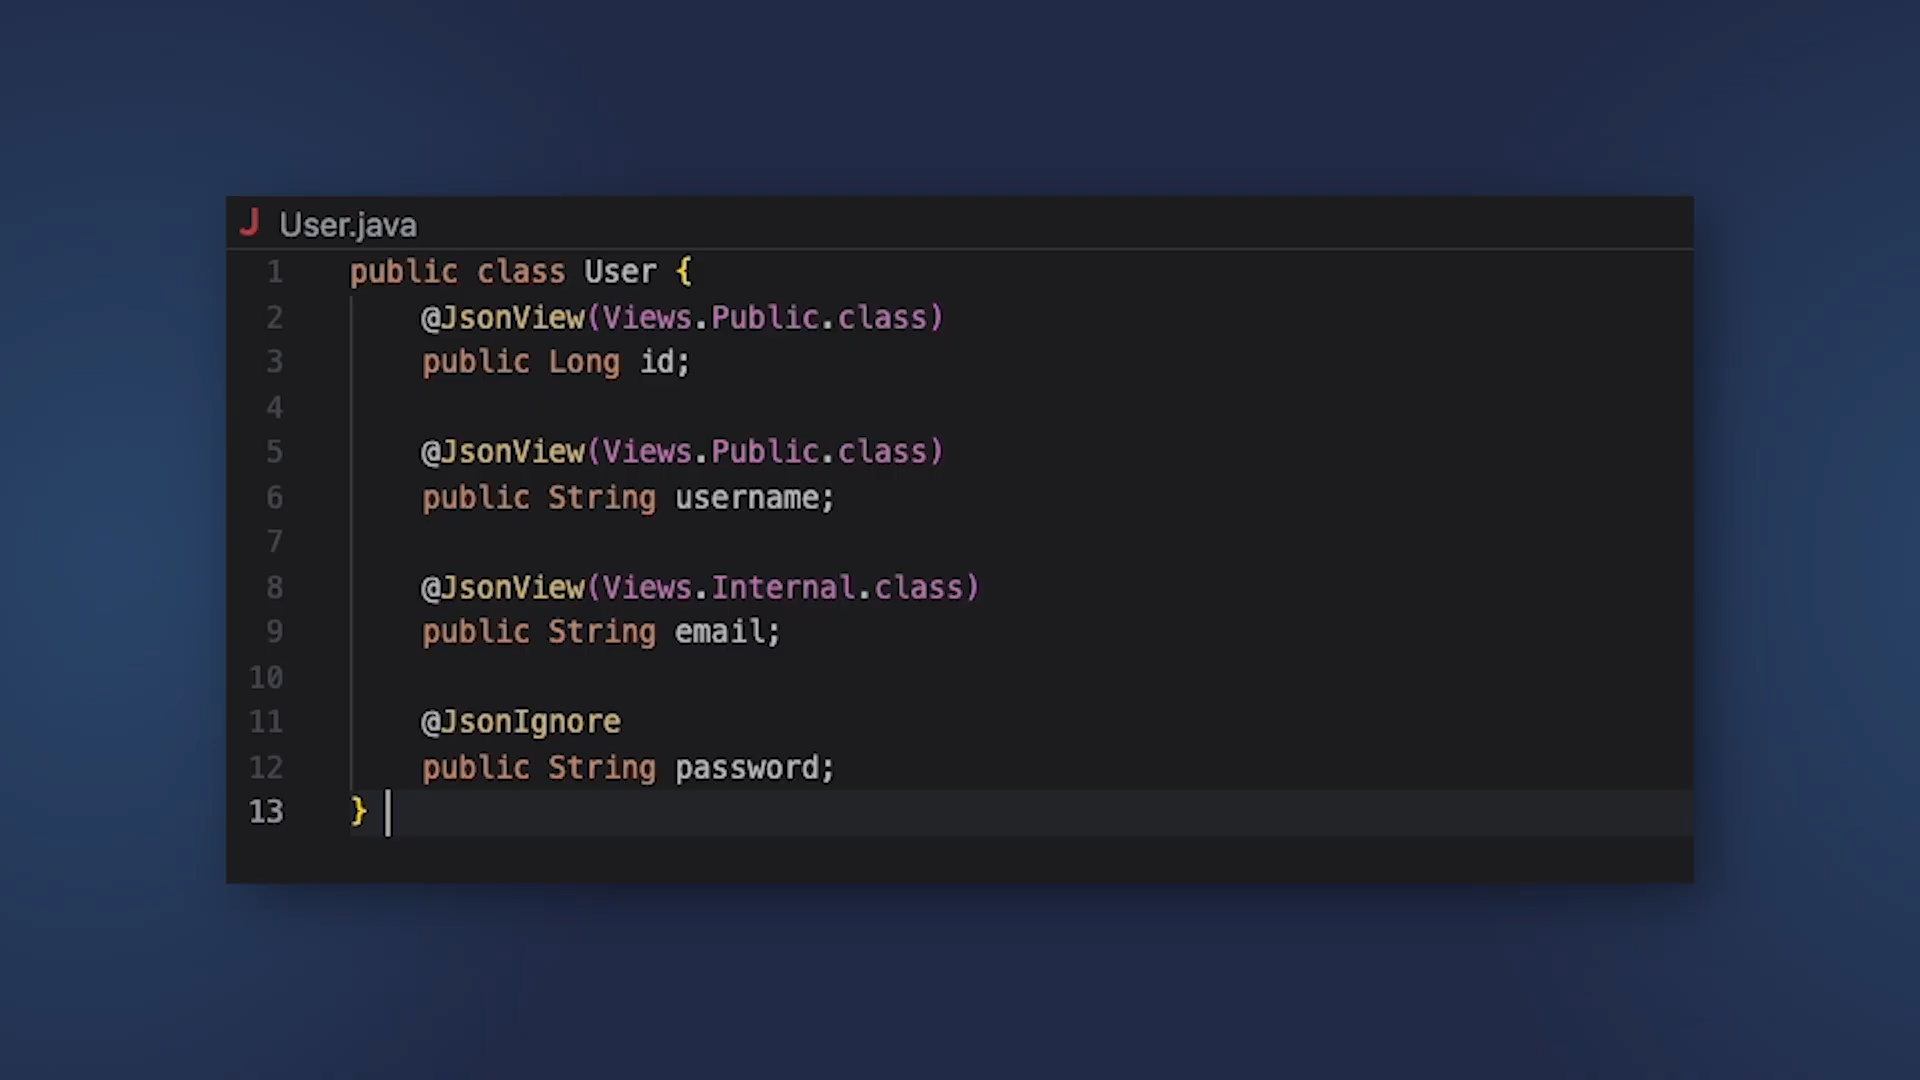 J User.java
1 public class User {
2 @JsonView(Views.Public.class)
3 public Long id;
4
5 @JsonView(Views.Public.class)
6 public String username;
7
8 @JsonView(Views.Internal.class)
9 public String email;
10
11 @JsonIgnore
12 public String password;
13 }